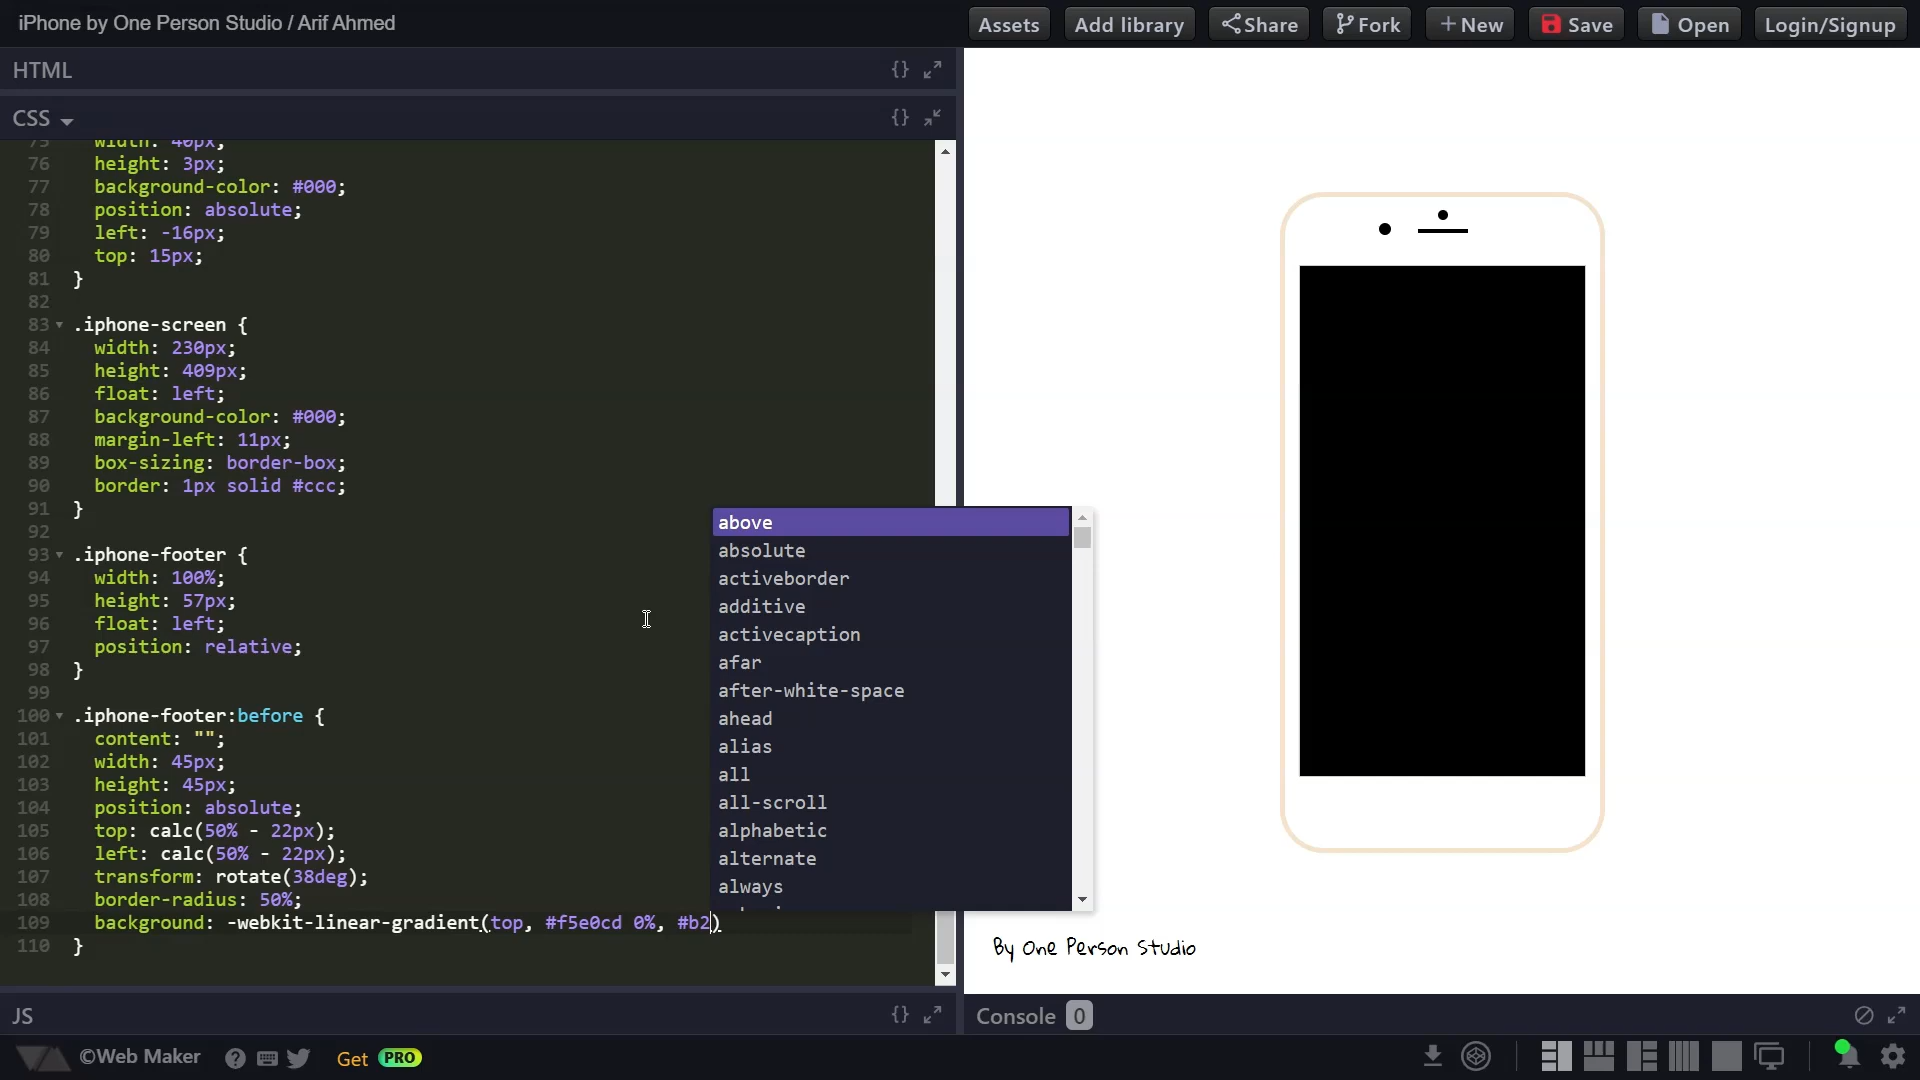 iPhone by One Person Studio / Arif Ahmed
Assets
Add library
Share
Fork
+ New
Save
Open
Login/Signup
HTML
{}
CSS
{}
75 width: 40px;
76 height: 3px;
77 background-color: #000;
78 position: absolute;
79 left: -16px;
80 top: 15px;
81 }
82
83 .iphone-screen {
84 width: 230px;
85 height: 409px;
86 float: left;
87 background-color: #000;
88 margin-left: 11px;
89 box-sizing: border-box;
90 border: 1px solid #ccc;
91 }
92
93 .iphone-footer {
94 width: 100%;
95 height: 57px;
96 float: left;
97 position: relative;
98 }
99
100 .iphone-footer:before {
101 content: "";
102 width: 45px;
103 height: 45px;
104 position: absolute;
105 top: calc(50% - 22px);
106 left: calc(50% - 22px);
107 transform: rotate(38deg);
108 border-radius: 50%;
109 background: -webkit-linear-gradient(top, #f5e0cd 0%, #b2)
110 }
above
absolute
activeborder
additive
activecaption
afar
after-white-space
ahead
alias
all
all-scroll
alphabetic
alternate
always
By One Person Studio
JS
{}
Console 0
©Web Maker
?
Get PRO